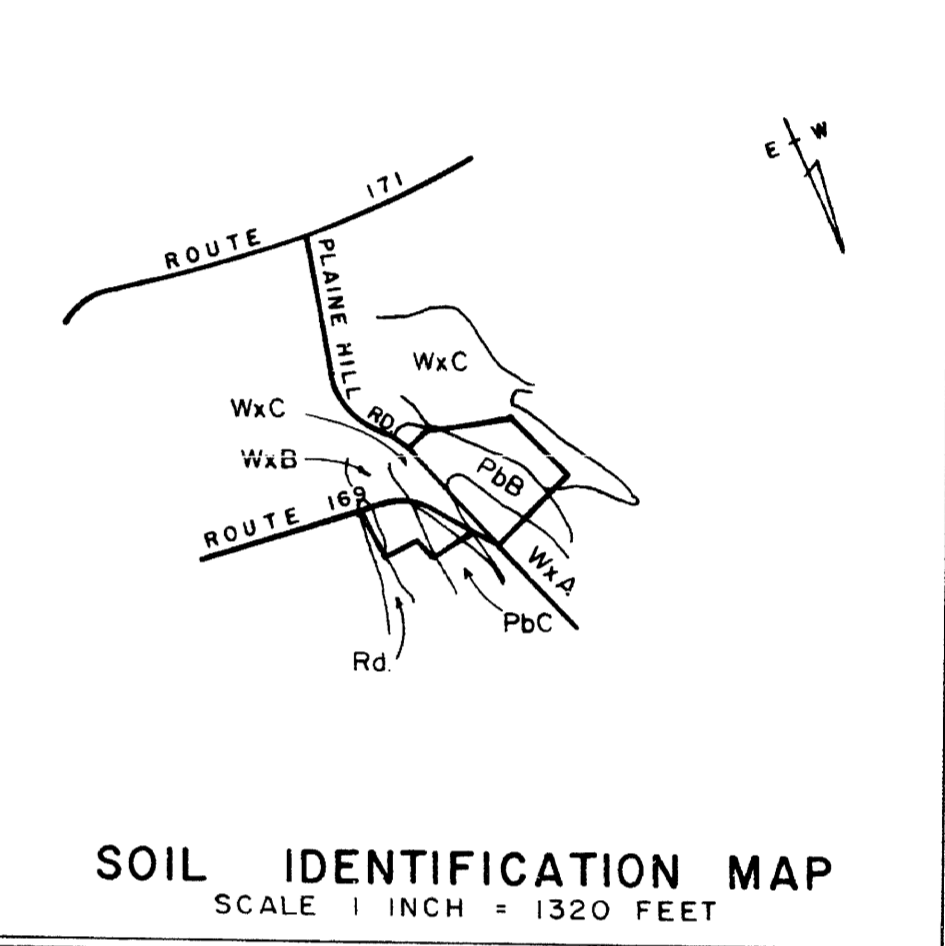 E W
171
ROUTE
PLAINE HILL
RD.
WxC
WxC
WxB
PbB
169
ROUTE
WxA
PbC
Rd.
SOIL IDENTIFICATION MAP
SCALE 1 INCH = 1320 FEET